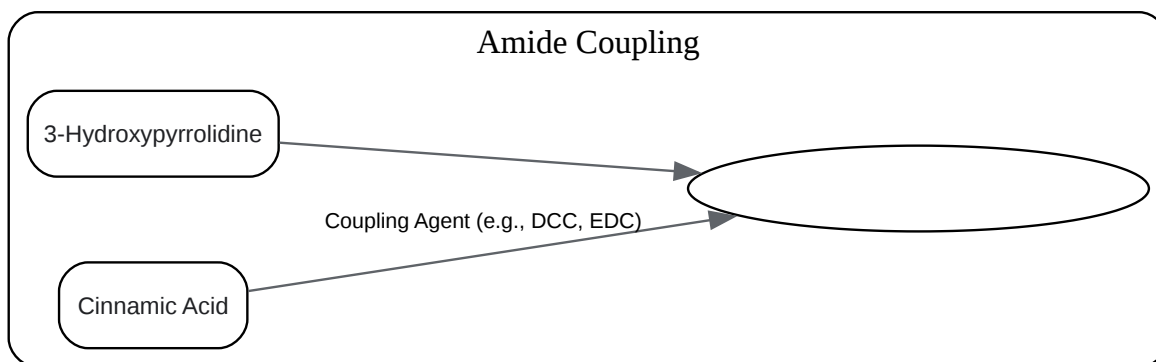 Amide Coupling
3-Hydroxypyrrolidine
Coupling Agent (e.g., DCC, EDC)
Cinnamic Acid